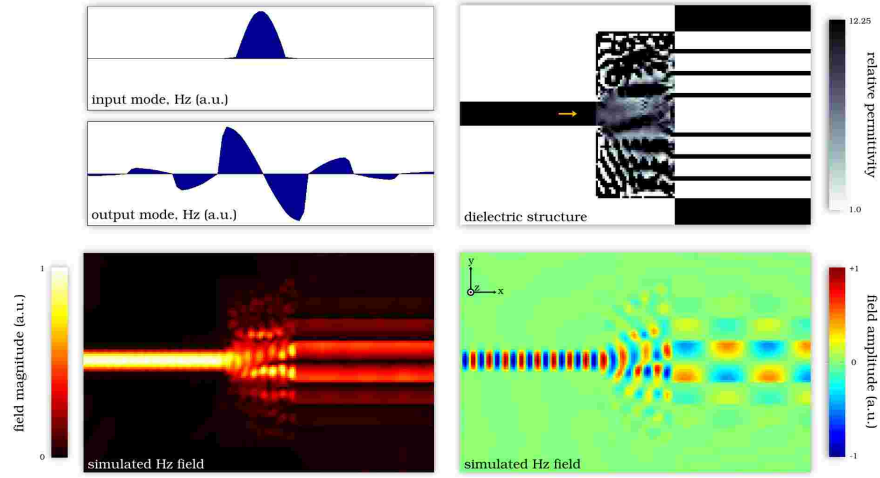 input mode, Hz (a.u.)
output mode, Hz (a.u.)
dielectric structure
12.25
relative permittivity
1.0
field magnitude (a.u.)
1
0
simulated Hz field
y
z
x
simulated Hz field
+1
0
-1
field amplitude (a.u.)